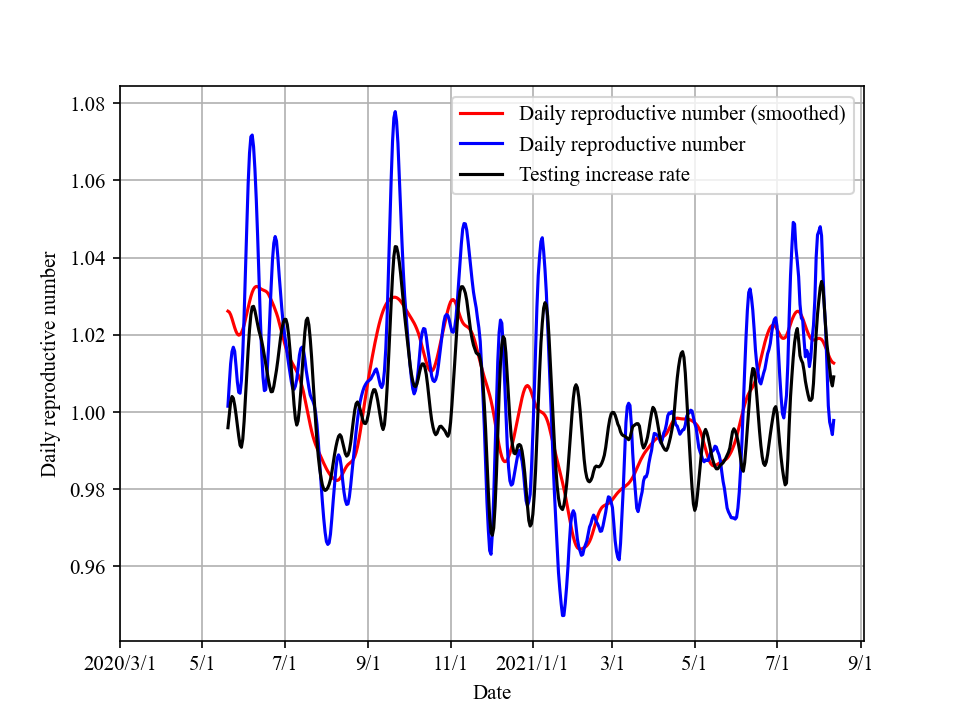 1.08
1.06
1.04
1.02
1.00
0.98
0.96
Daily reproductive number
Daily reproductive number (smoothed)
Daily reproductive number
Testing increase rate
2020/3/1 5/1 7/1 9/1 11/1 2021/1/1 3/1 5/1 7/1 9/1
Date